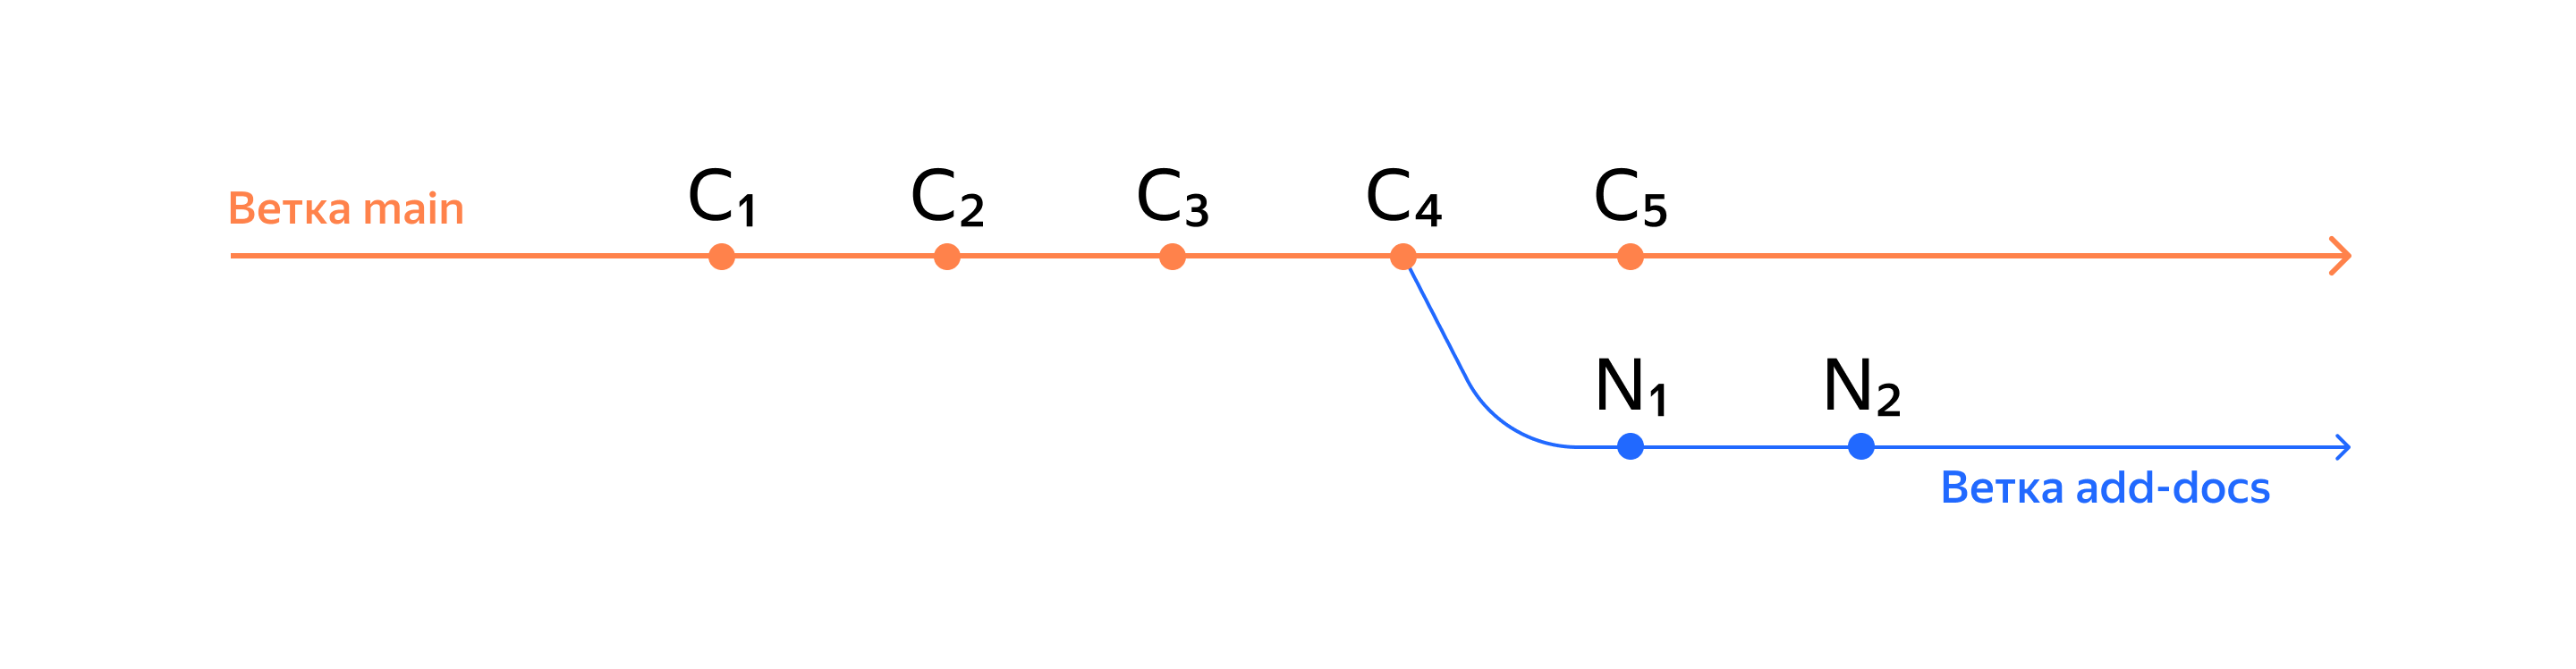 Ветка main
C₁ C₂ C₃ C₄ C₅
N₁ N₂
Ветка add-docs